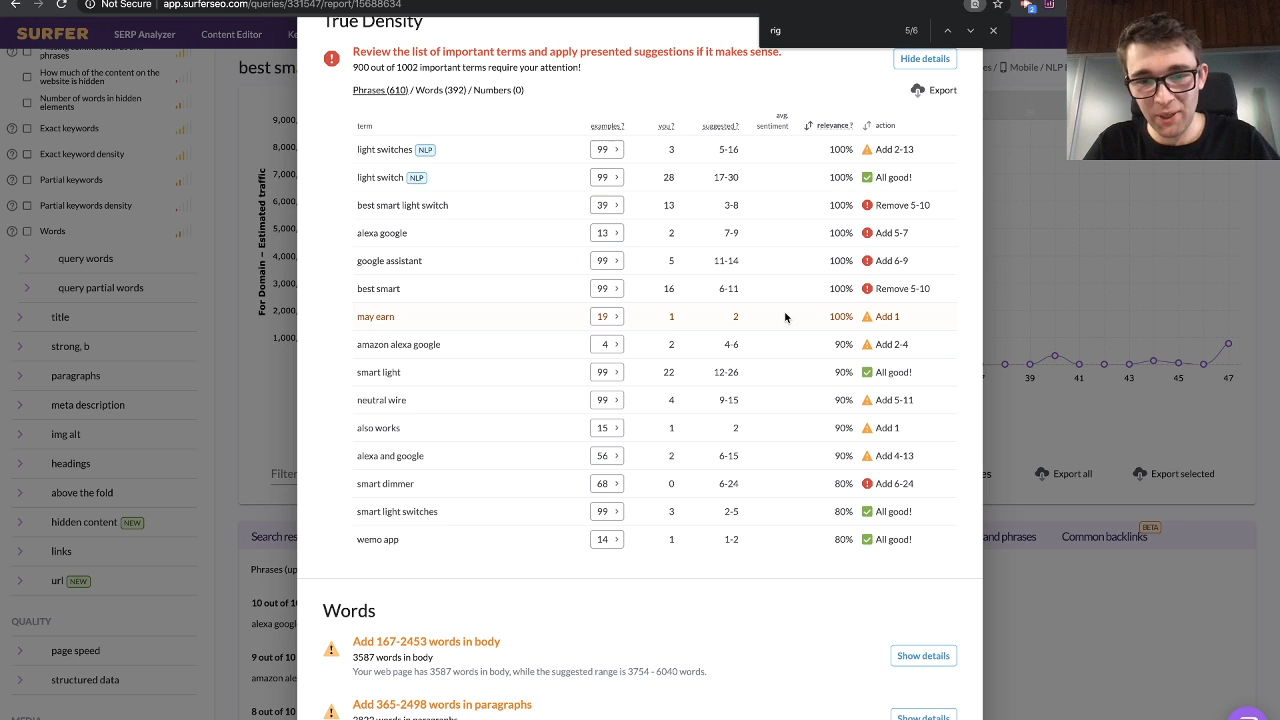 Not Secure | app.surferseo.com/queries/331547/report/15688634
rig 5/6
SURFER
SERP Analyzer
Keyword
True Density
Review the list of important terms and apply presented suggestions if it makes sense.
900 out of 1002 important terms require your attention!
Hide details
Phrases (610) / Words (392) / Numbers (0)
Export
term examples ? you ? suggested ? avg. sentiment relevance ? action
light switches NLP 99 › 3 5-16 100% Add 2-13
light switch NLP 99 › 28 17-30 100% All good!
best smart light switch 39 › 13 3-8 100% Remove 5-10
alexa google 13 › 2 7-9 100% Add 5-7
google assistant 99 › 5 11-14 100% Add 6-9
best smart 99 › 16 6-11 100% Remove 5-10
may earn 19 › 1 2 100% Add 1
amazon alexa google 4 › 2 4-6 90% Add 2-4
smart light 99 › 22 12-26 90% All good!
neutral wire 99 › 4 9-15 90% Add 5-11
also works 15 › 1 2 90% Add 1
alexa and google 56 › 2 6-15 90% Add 4-13
smart dimmer 68 › 0 6-24 80% Add 6-24
smart light switches 99 › 3 2-5 80% All good!
wemo app 14 › 1 1-2 80% All good!
Words
Add 167-2453 words in body
3587 words in body
Your web page has 3587 words in body, while the suggested range is 3754 - 6040 words.
Show details
Add 365-2498 words in paragraphs
Show details
How much of the content on the website is hidden
Number of words in hidden elements
Exact keywords
Exact keywords density
Partial keywords
Partial keywords density
Words
query words
query partial words
title
strong, b
paragraphs
meta description
img alt
headings
above the fold
hidden content NEW
links
url NEW
QUALITY
page speed
structured data
best sm
/ Mobile / NLP
For Domain – Estimated traffic
9,000
8,000
7,000
6,000
5,000
4,000
3,000
2,000
1,000
39 41 43 45 47
Filter
Export all
Export selected
BETA
Search res
and phrases
Common backlinks
10 out of 10
alexa google
9 out of 10
amazon ale
8 out of 10